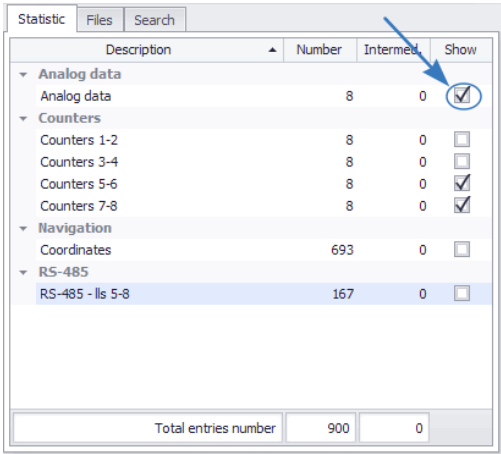 Statistic Files Search
Description Number Intermed. Show
Analog data
Analog data 8 0
Counters
Counters 1-2 8 0
Counters 3-4 8 0
Counters 5-6 8 0
Counters 7-8 8 0
Navigation
Coordinates 693 0
RS-485
RS-485 - lls 5-8 167 0
Total entries number 900 0